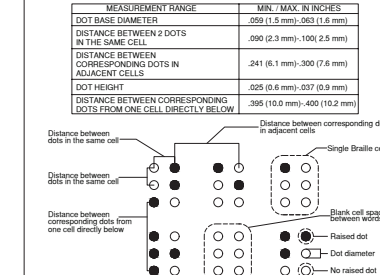 MEASUREMENT RANGE MIN. / MAX. IN INCHES
DOT BASE DIAMETER .059 (1.5 mm)-.063 (1.6 mm)
DISTANCE BETWEEN 2 DOTS
IN THE SAME CELL .090 (2.3 mm)-.100( 2.5 mm)
DISTANCE BETWEEN
CORRESPONDING DOTS IN
ADJACENT CELLS .241 (6.1 mm)-.300 (7.6 mm)
DOT HEIGHT .025 (0.6 mm)-.037 (0.9 mm)
DISTANCE BETWEEN CORRESPONDING
DOTS FROM ONE CELL DIRECTLY BELOW .395 (10.0 mm)-.400 (10.2 mm)
Distance between corresponding
in adjacent cells
Distance between
dots in the same cell
Single Braille
Distance between
dots in the same cell
Distance between
corresponding dots from
one cell directly below
Blank cell
between
Raised dot
Dot diameter
No raised dot